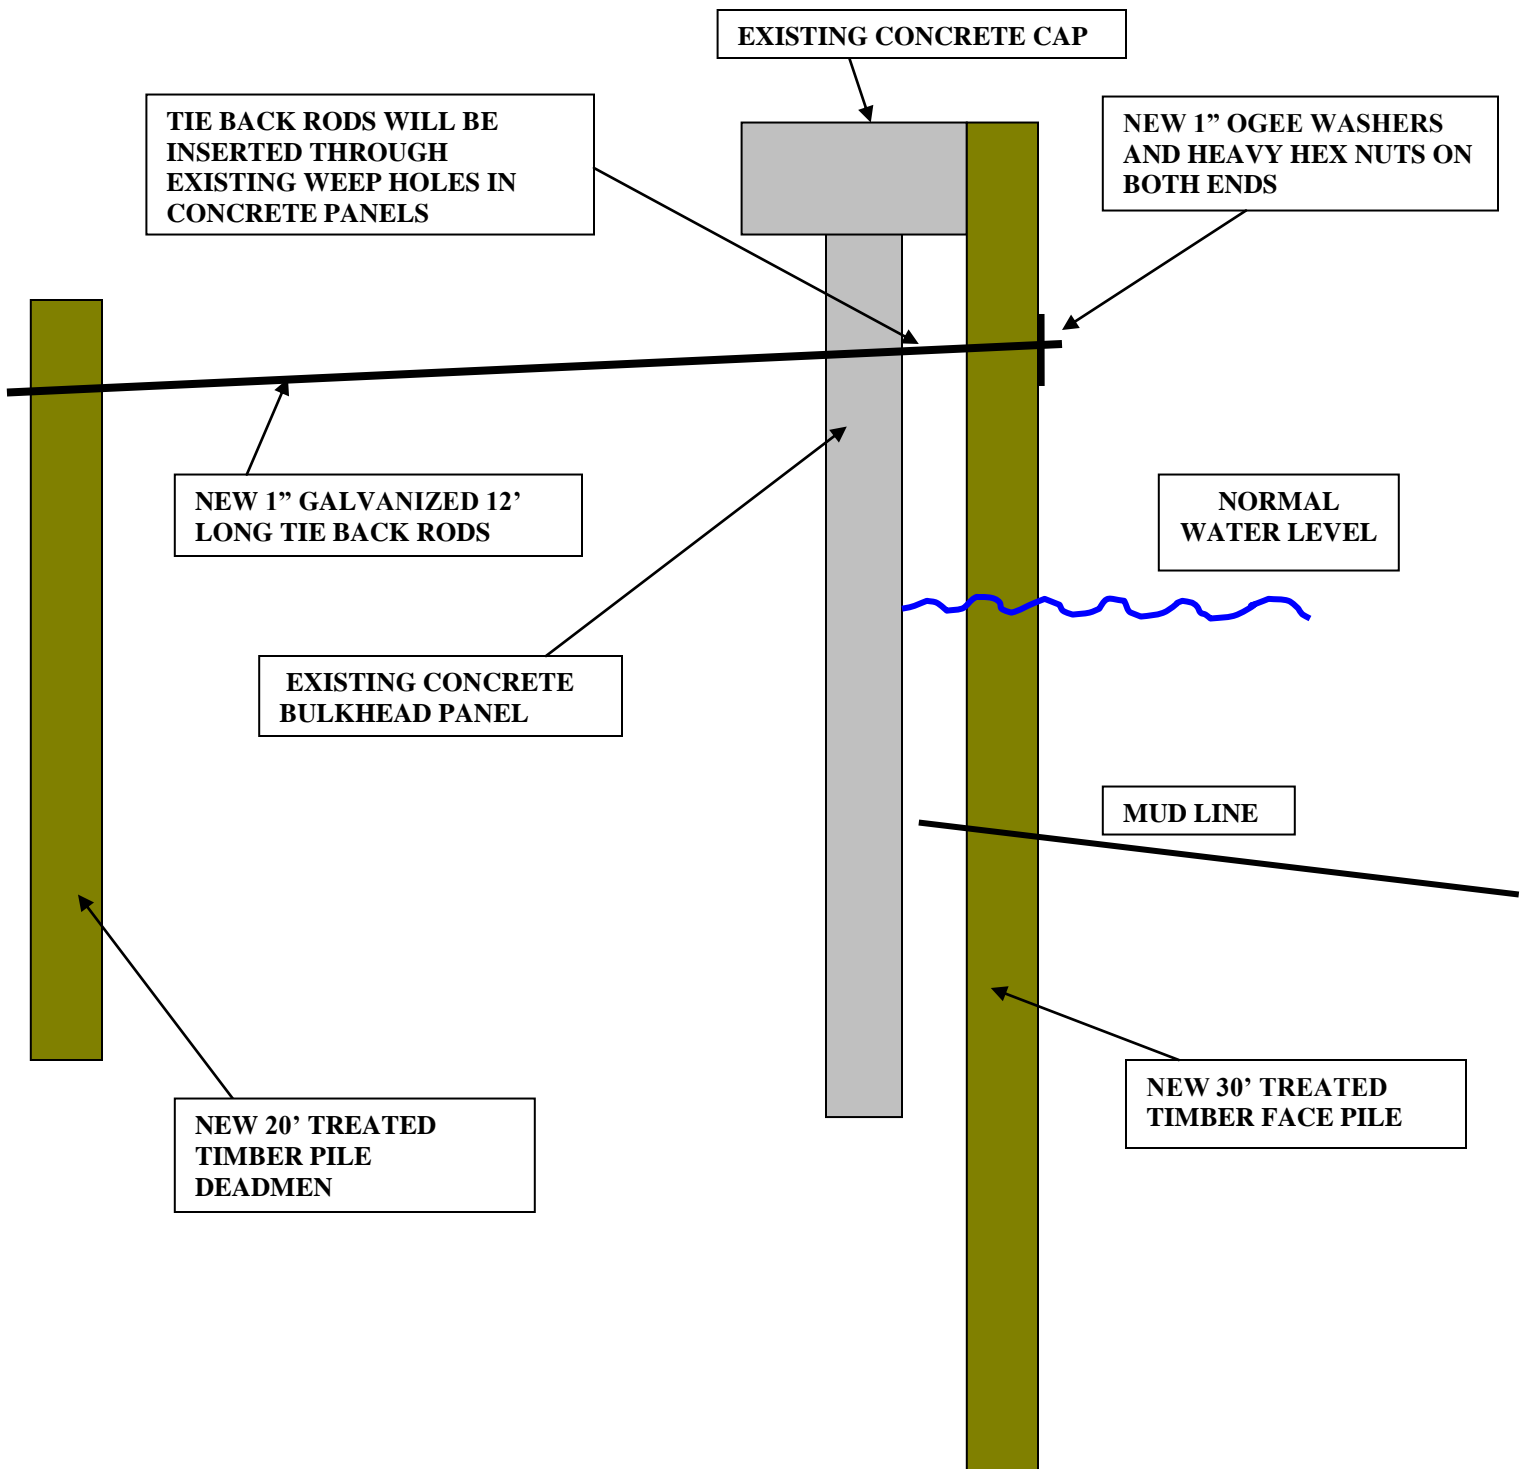 EXISTING CONCRETE CAP
TIE BACK RODS WILL BE
INSERTED THROUGH
EXISTING WEEP HOLES IN
CONCRETE PANELS
NEW 1” OGEE WASHERS
AND HEAVY HEX NUTS ON
BOTH ENDS
NEW 1” GALVANIZED 12’
LONG TIE BACK RODS
NORMAL
WATER LEVEL
EXISTING CONCRETE
BULKHEAD PANEL
MUD LINE
NEW 20’ TREATED
TIMBER PILE
DEADMEN
NEW 30’ TREATED
TIMBER FACE PILE